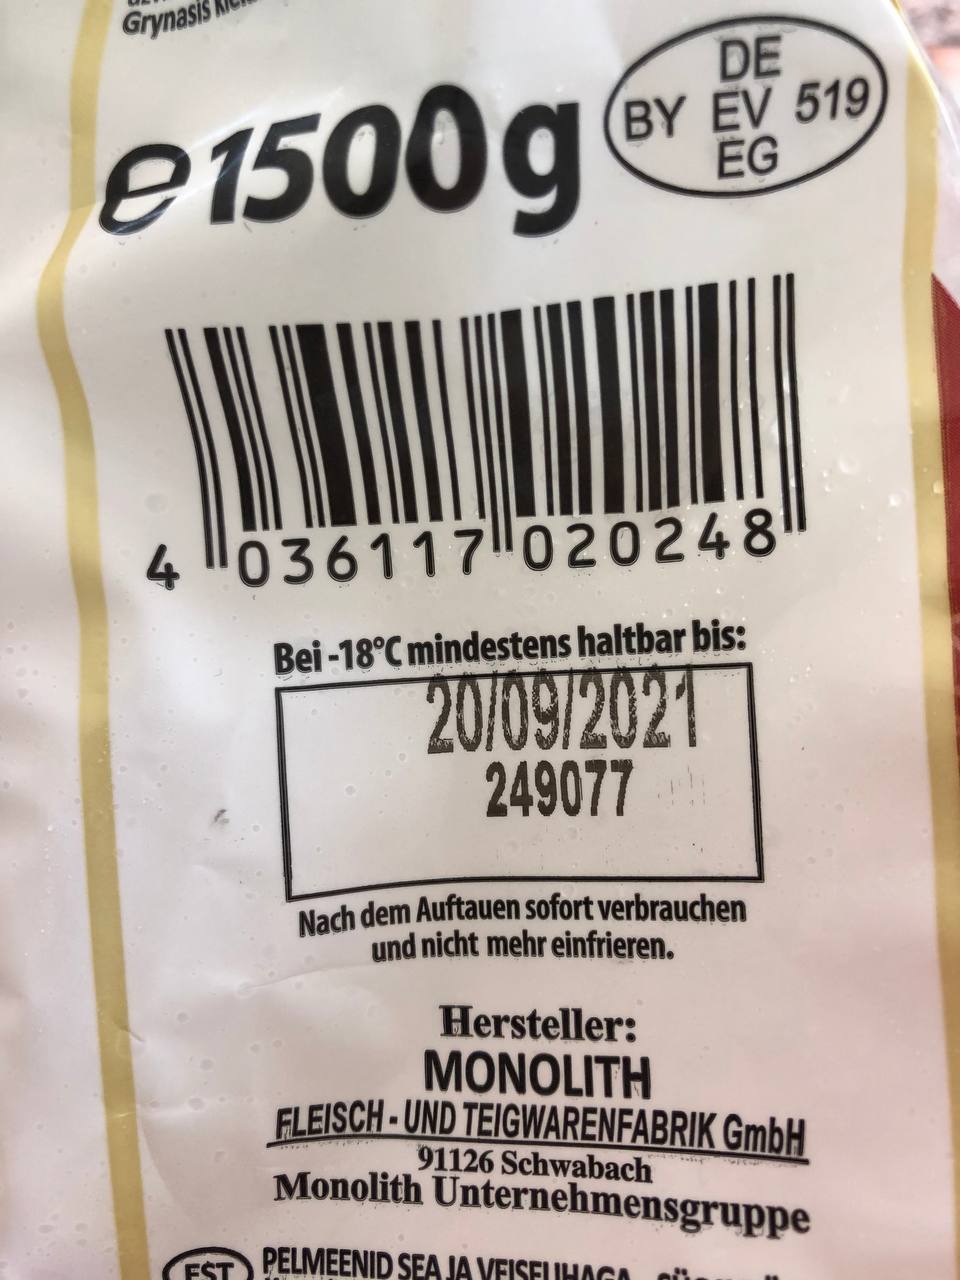 Grynasis
e 1500 g
DE
BY EV 519
EG
4 036117 020248
Bei -18°C mindestens haltbar bis:
20/09/2021
249077
Nach dem Auftauen sofort verbrauchen
und nicht mehr einfrieren.
Hersteller:
MONOLITH
FLEISCH - UND TEIGWARENFABRIK GmbH
91126 Schwabach
Monolith Unternehmensgruppe
EST PELMEENID SEA JA VEISELIHAGA